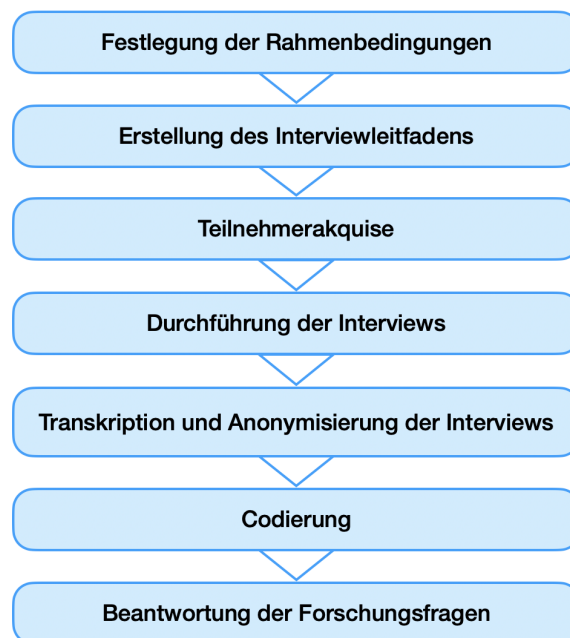 Festlegung der Rahmenbedingungen
Erstellung des Interviewleitfadens
Teilnehmerakquise
Durchführung der Interviews
Transkription und Anonymisierung der Interviews
Codierung
Beantwortung der Forschungsfragen